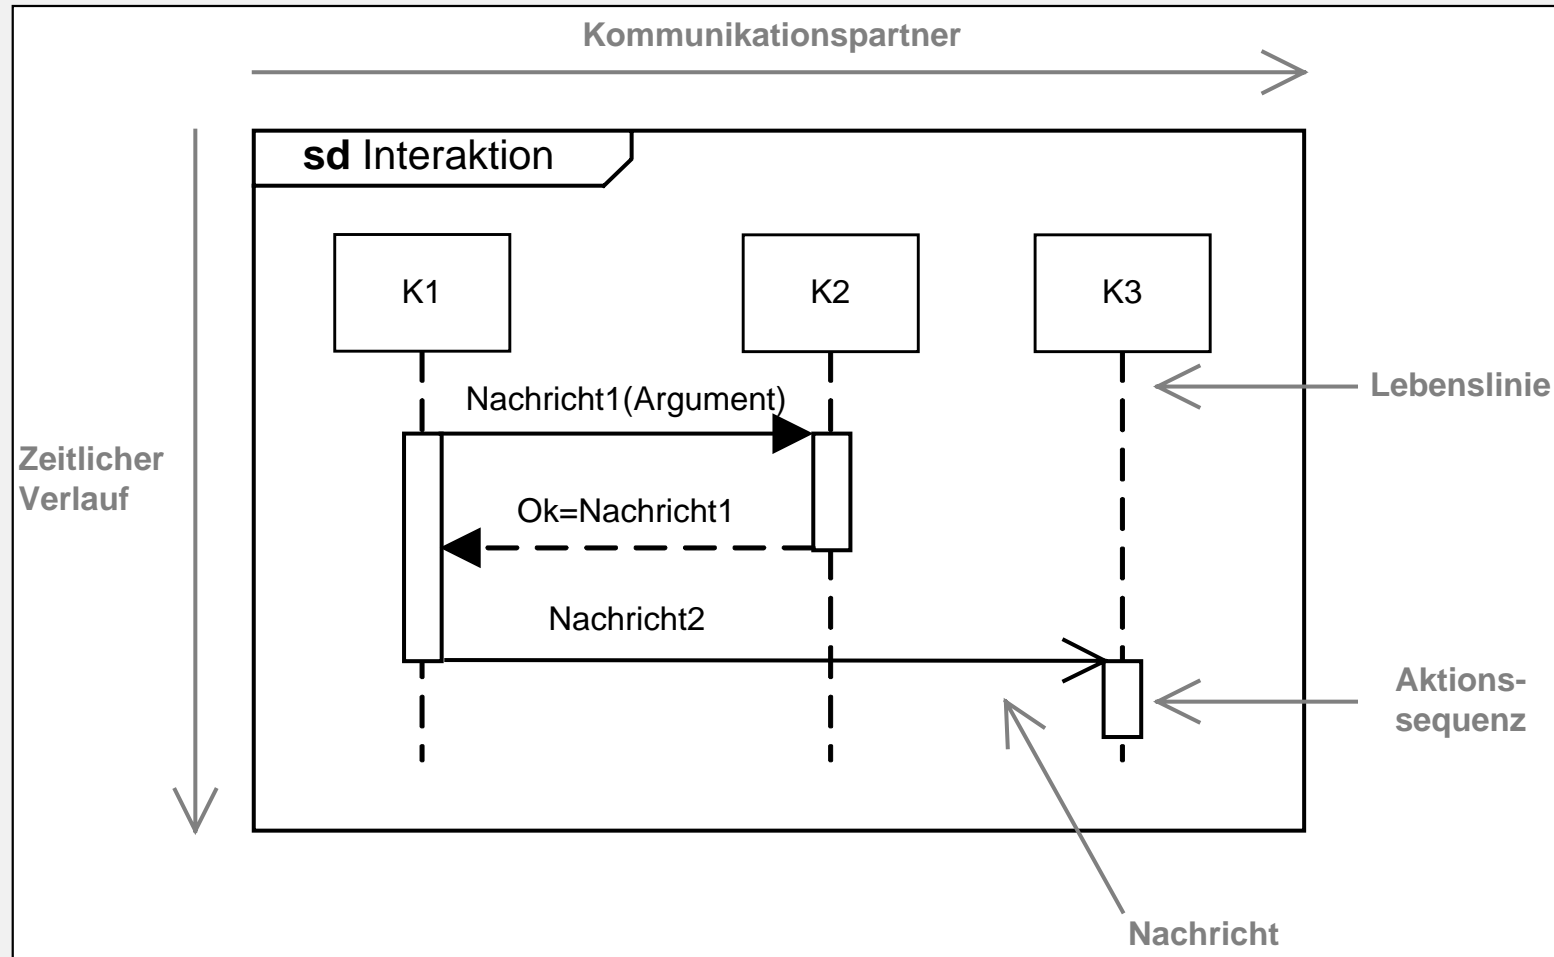 Kommunikationspartner
sd Interaktion
K1
K2
K3
Nachricht1(Argument)
Lebenslinie
Zeitlicher
Verlauf
Ok=Nachricht1
Nachricht2
Aktions-
sequenz
Nachricht